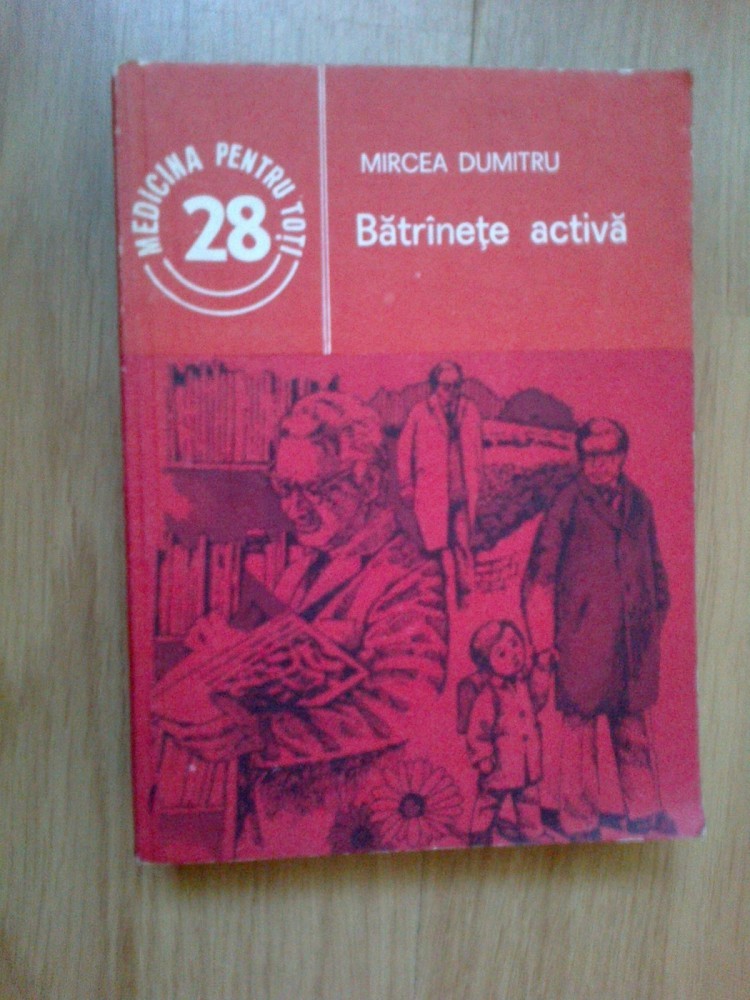 MEDICINA PENTRU TOȚI
28
MIRCEA DUMITRU
Bătrînețe activă